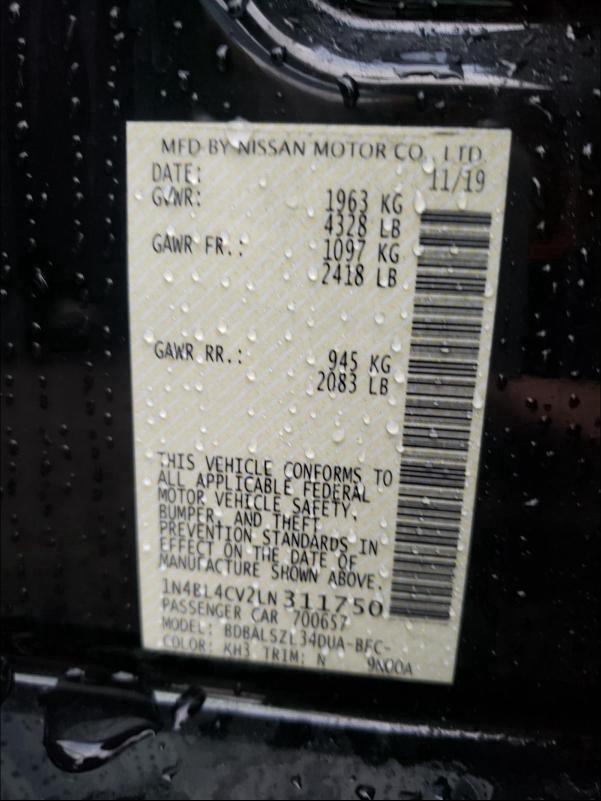 MFD BY NISSAN MOTOR CO., LTD.
DATE: 11/19
GVWR: 1963 KG
4328 LB
GAWR FR.: 1097 KG
2418 LB
GAWR RR.: 945 KG
2083 LB
THIS VEHICLE CONFORMS TO
ALL APPLICABLE FEDERAL
MOTOR VEHICLE SAFETY,
BUMPER, AND THEFT
PREVENTION STANDARDS IN
EFFECT ON THE DATE OF
MANUFACTURE SHOWN ABOVE.
1N4BL4CV2LN311750
PASSENGER CAR 700657
MODEL: BDBALSZL34DUA-BFC-
COLOR: KH3 TRIM: N 9N00A